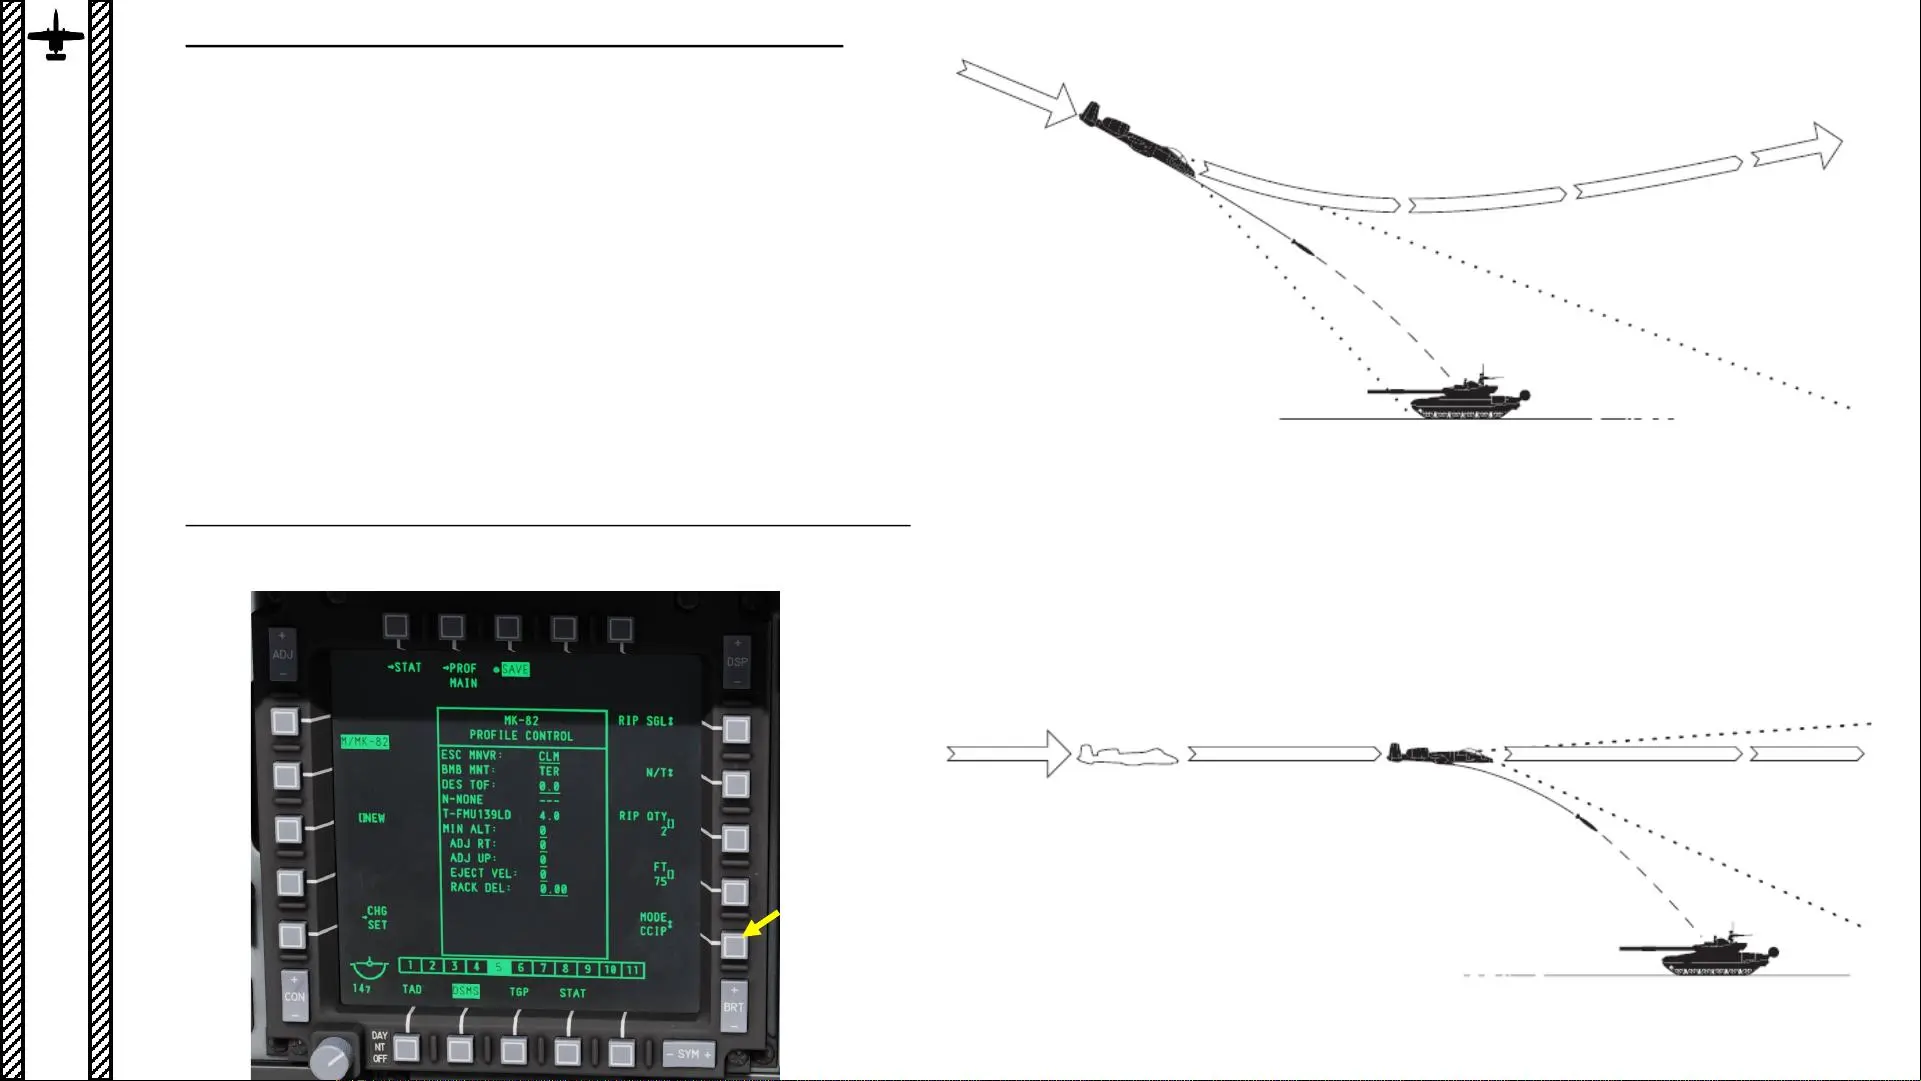 ADJ
DSP
→STAT
→PROF
MAIN
SAVE
M/MK-82
MK-82
PROFILE CONTROL
ESC MNVR: CLM
BMB MNT: TER
DES TOF: 0.0
N-NONE ---
T-FMU139LD 4.0
MIN ALT: 0
ADJ RT: 0
ADJ UP: 0
EJECT VEL: 0
RACK DEL: 0.00
[]NEW
CHG
SET
RIP SGL↕
N/T↕
RIP QTY
2[]
FT
75[]
MODE
CCIP↕
1 2 3 4 5 6 7 8 9 10 11
147
TAD DSMS TGP STAT
CON
BRT
DAY
NT
OFF
- SYM +